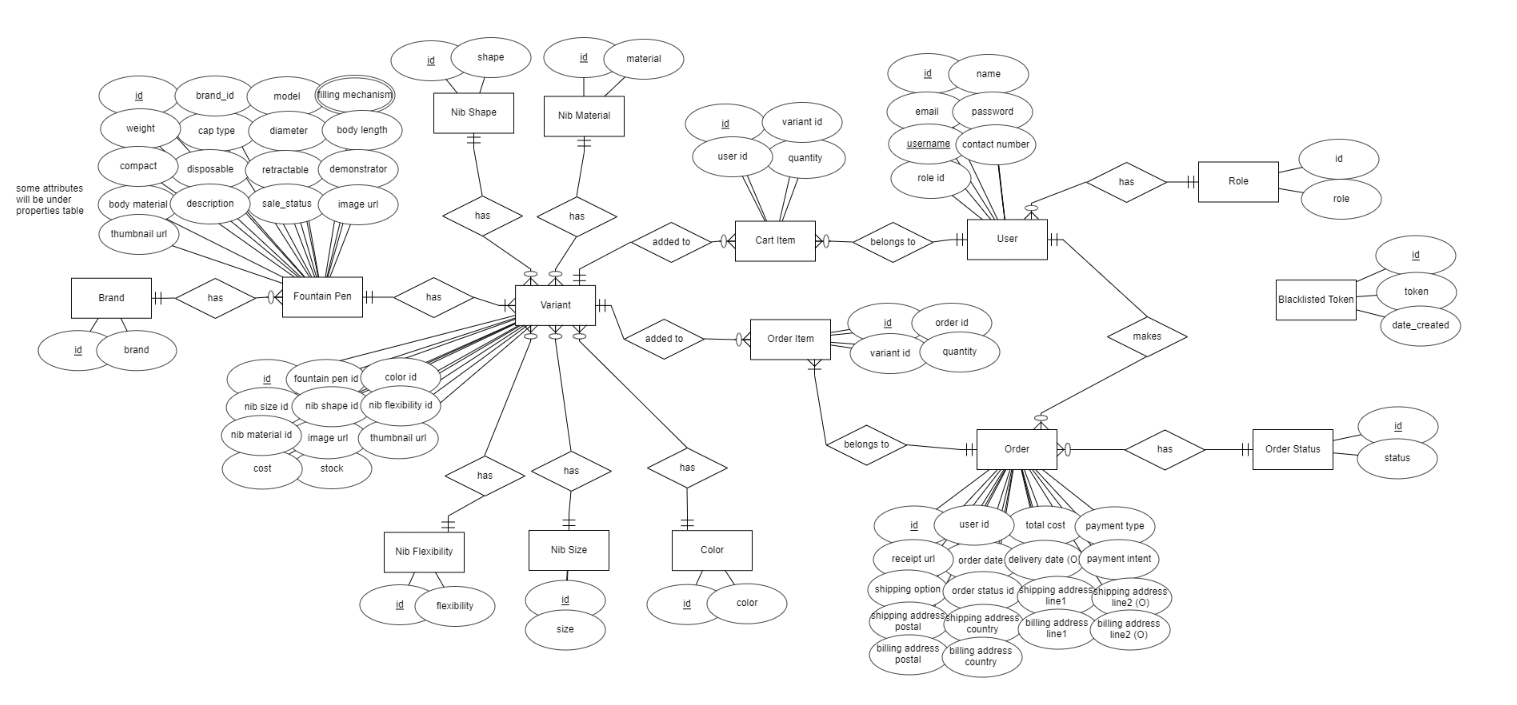 id
shape
id
material
Nib Shape
Nib Material
id
brand_id
model
filling mechanism
weight
cap type
diameter
body length
compact
disposable
retractable
demonstrator
body material
description
sale_status
image url
thumbnail url
some attributes
will be under
properties table
has
has
Brand
has
Fountain Pen
has
Variant
id
brand
id
variant id
user id
quantity
added to
Cart Item
belongs to
id
name
email
password
username
contact number
role id
User
has
Role
id
role
Blacklisted Token
id
token
date_created
added to
Order Item
id
order id
variant id
quantity
makes
id
fountain pen id
color id
nib size id
nib shape id
nib flexibility id
nib material id
image url
thumbnail url
cost
stock
has
has
has
Nib Flexibility
id
flexibility
Nib Size
id
size
Color
id
color
belongs to
Order
has
Order Status
id
status
id
user id
total cost
payment type
receipt url
order date
delivery date (O)
payment intent
shipping option
order status id
shipping address
line1
shipping address
line2 (O)
shipping address
postal
shipping address
country
billing address
line1
billing address
line2 (O)
billing address
postal
billing address
country